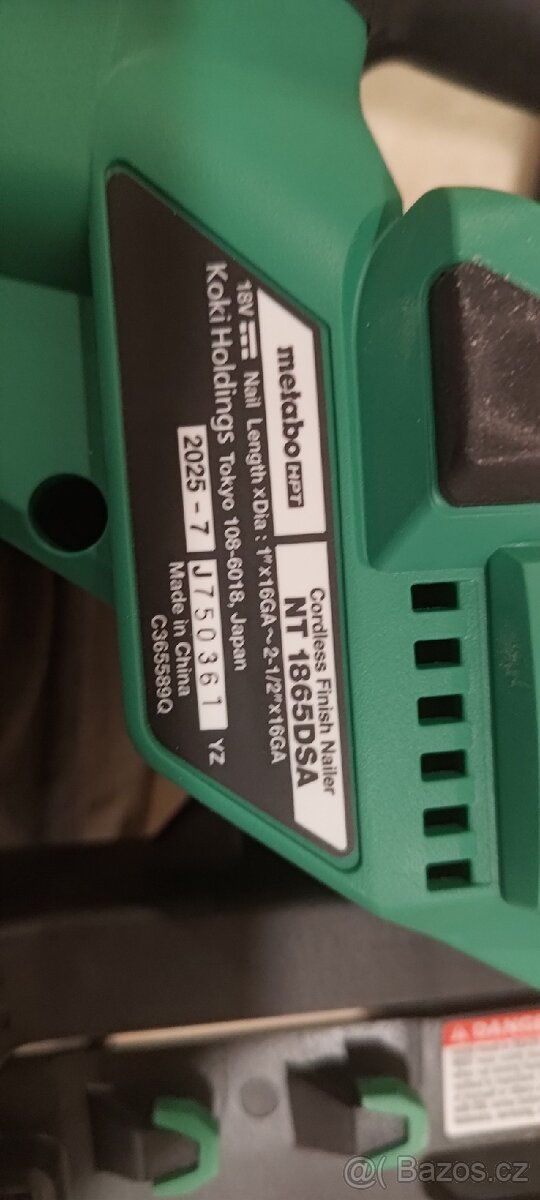 metabo HPT
Cordless Finish Nailer
NT 1865DSA
18V Nail Length x Dia : 1"x16GA ~ 2-1/2"x16GA
Koki Holdings Tokyo 108-6018, Japan
2025 - 7 J750361 YZ
Made in China
C365589Q
DANGER
Bazos.cz